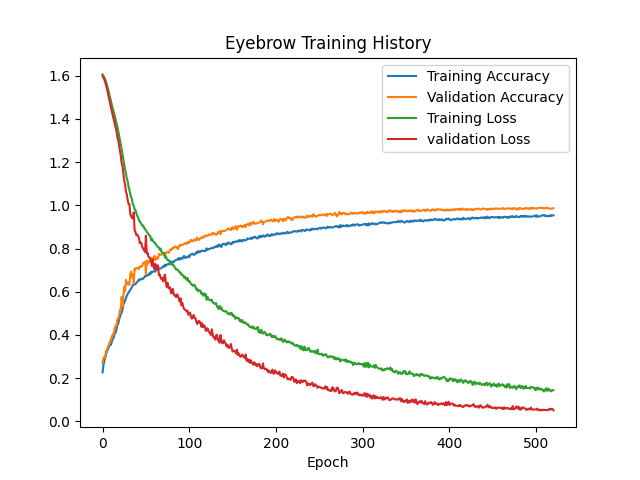 Eyebrow Training History
1.6
1.4
1.2
1.0
0.8
0.6
0.4
0.2
0.0
Training Accuracy
Validation Accuracy
Training Loss
validation Loss
0 100 200 300 400 500
Epoch